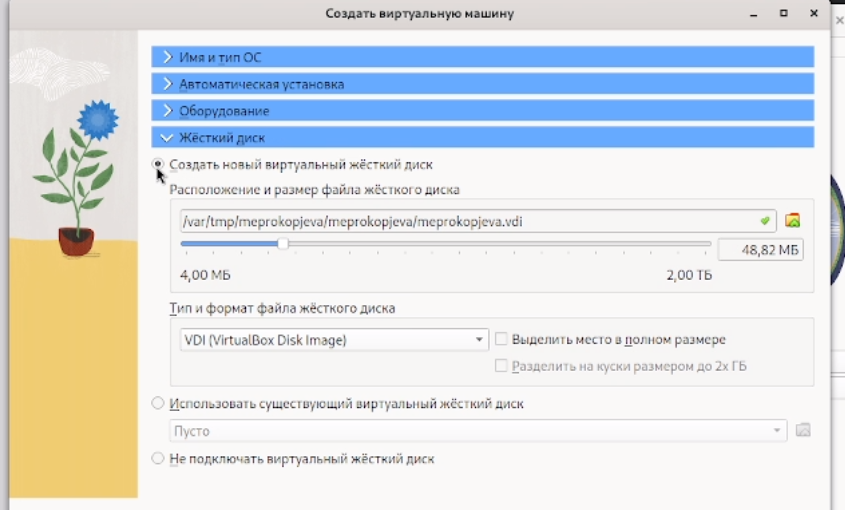 Создать виртуальную машину
Имя и тип ОС
Автоматическая установка
Оборудование
Жёсткий диск
Создать новый виртуальный жёсткий диск
Расположение и размер файла жёсткого диска
/var/tmp/meprokopjeva/meprokopjeva/meprokopjeva.vdi
48,82 МБ
4,00 МБ
2,00 ТБ
Тип и формат файла жёсткого диска
VDI (VirtualBox Disk Image)
Выделить место в полном размере
Разделить на куски размером до 2х ГБ
Использовать существующий виртуальный жёсткий диск
Пусто
Не подключать виртуальный жёсткий диск